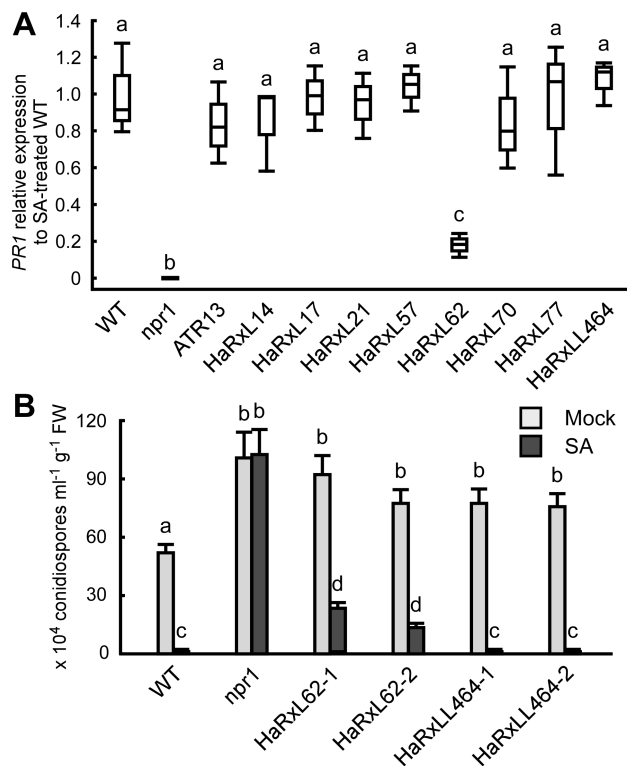 A
PR1 relative expression
to SA-treated WT
1.4
1.2
1.0
0.8
0.6
0.4
0.2
0
a
b
a
a
a
a
a
c
a
a
a
WT
npr1
ATR13
HaRxL14
HaRxL17
HaRxL21
HaRxL57
HaRxL62
HaRxL70
HaRxL77
HaRxLL464
B
x 10⁴ conidiospores ml⁻¹ g⁻¹ FW
120
90
60
30
0
Mock
SA
a
c
b b
b
d
b
d
b
c
b
c
WT
npr1
HaRxL62-1
HaRxL62-2
HaRxLL464-1
HaRxLL464-2